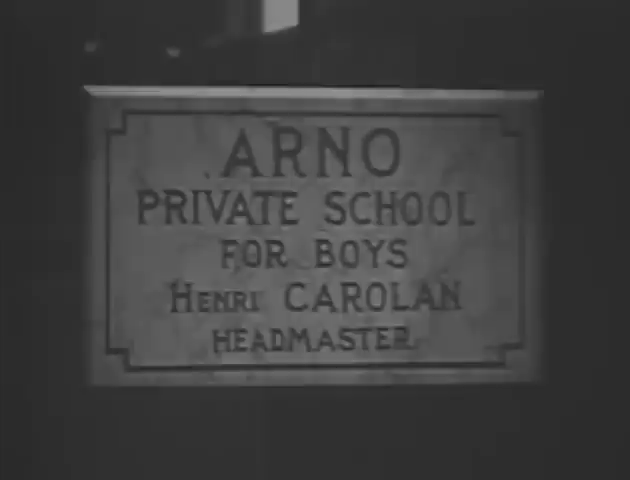 ARNO
PRIVATE SCHOOL
FOR BOYS
HENRI CAROLAN
HEADMASTER